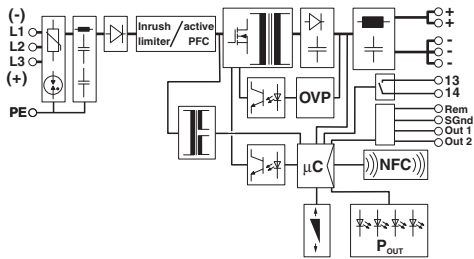 (-)
L1
L2
L3
(+)
PE
Inrush limiter / active PFC
OVP
+
+
-
-
-
13
14
Rem
SGnd
Out 1
Out 2
μC
NFC
POUT